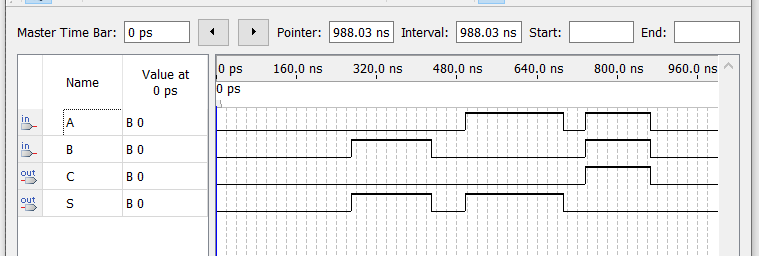 Master Time Bar: 0 ps Pointer: 988.03 ns Interval: 988.03 ns Start: End:
Name Value at 0 ps
0 ps 160.0 ns 320.0 ns 480.0 ns 640.0 ns 800.0 ns 960.0 ns
0 ps
in A B 0
in B B 0
out C B 0
out S B 0